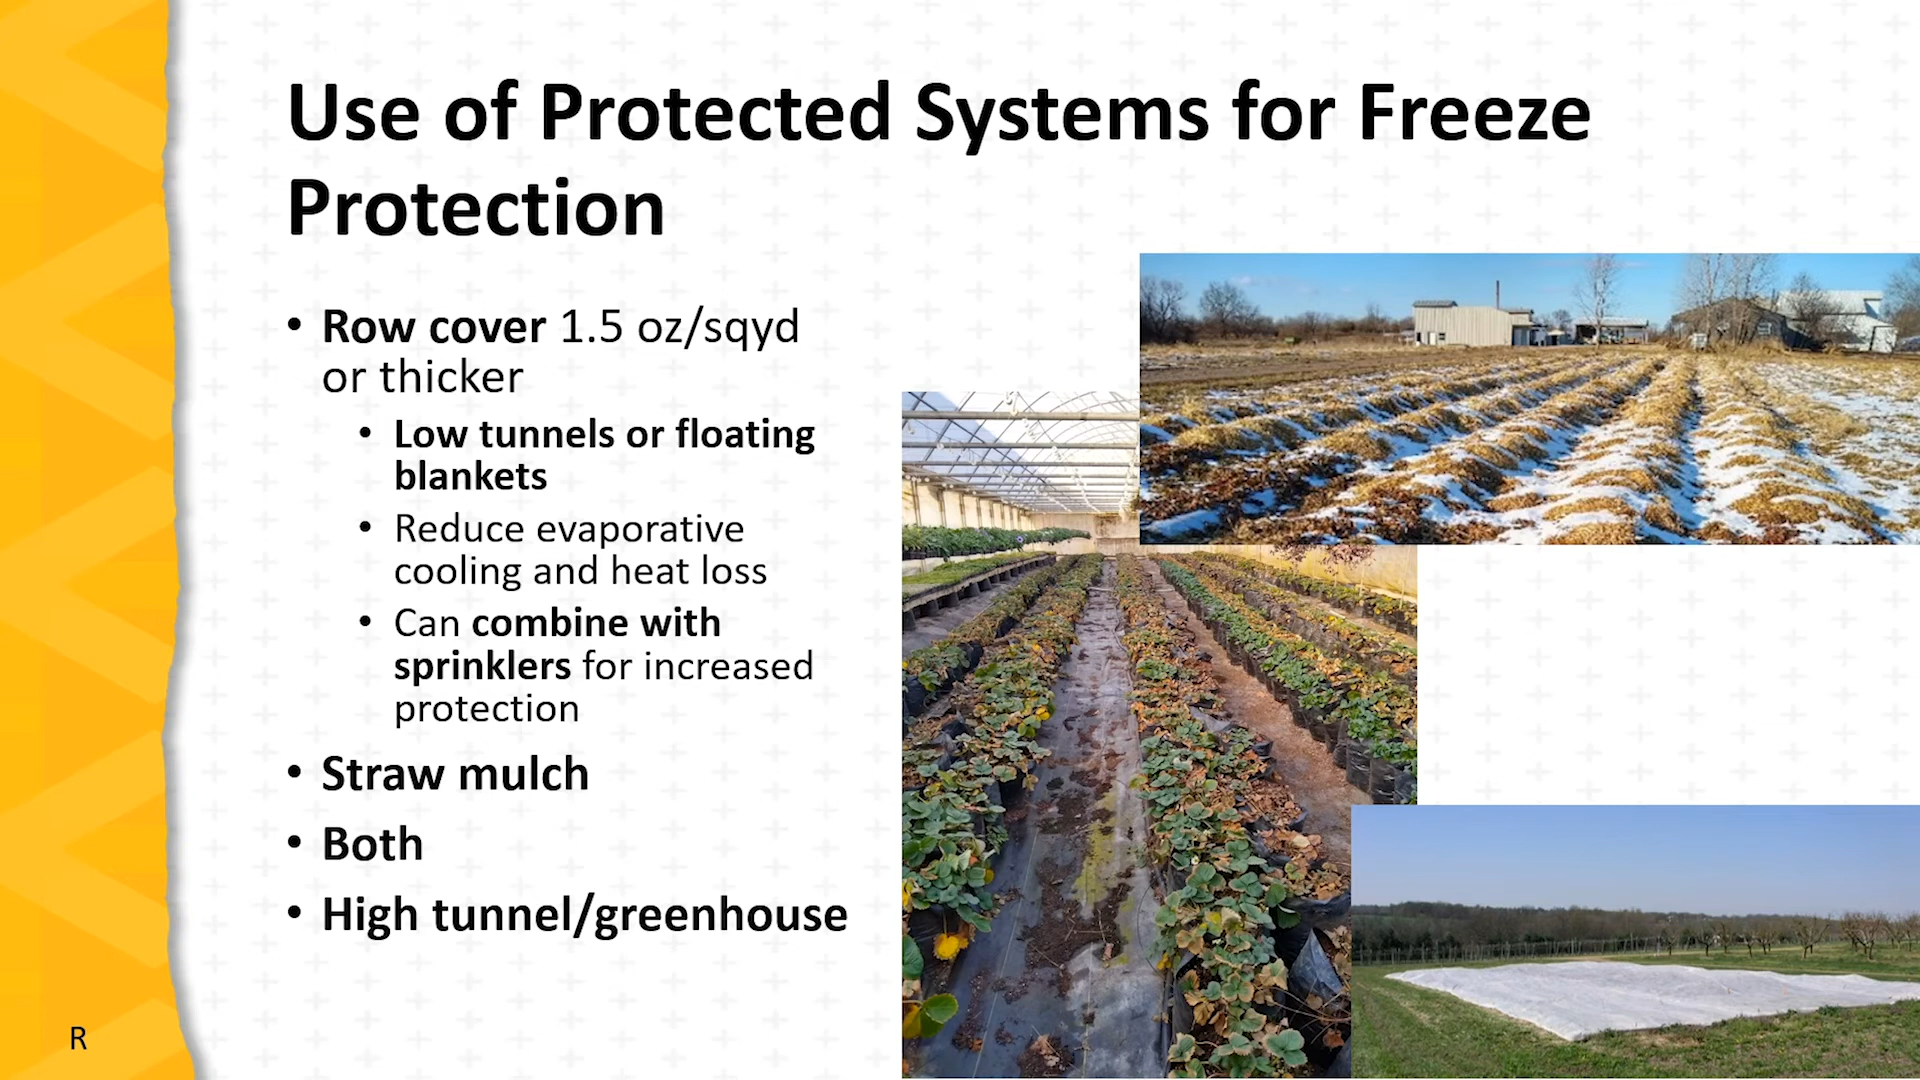 Use of Protected Systems for Freeze
Protection
• Row cover 1.5 oz/sqyd
or thicker
• Low tunnels or floating
blankets
• Reduce evaporative
cooling and heat loss
• Can combine with
sprinklers for increased
protection
• Straw mulch
• Both
• High tunnel/greenhouse
R